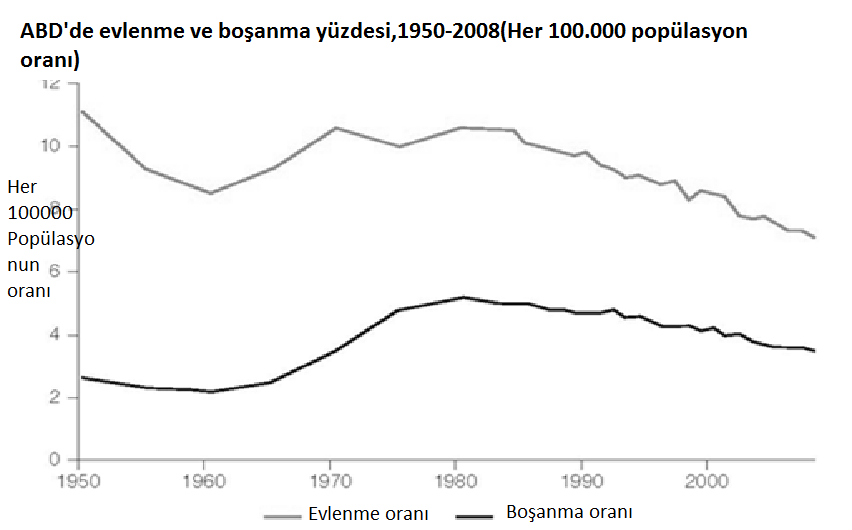 ABD'de evlenme ve boşanma yüzdesi,1950-2008(Her 100.000 popülasyon
oranı)
12
10
Her
100000
8
Popülasyo
nun
6
oranı
4
2
0
1950 1960 1970 1980 1990 2000
Evlenme oranı Boşanma oranı